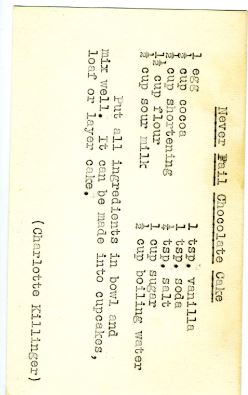 Never Fail Chocolate Cake
1 egg 1 tsp. vanilla
½ cup cocoa 1 tsp. soda
½ cup shortening ½ tsp. salt
1½ cup flour 1 cup sugar
½ cup sour milk ½ cup boiling water
Put all ingredients in bowl and
mix well. It can be made into cupcakes,
loaf or layer cake.
(Charlotte Killinger)